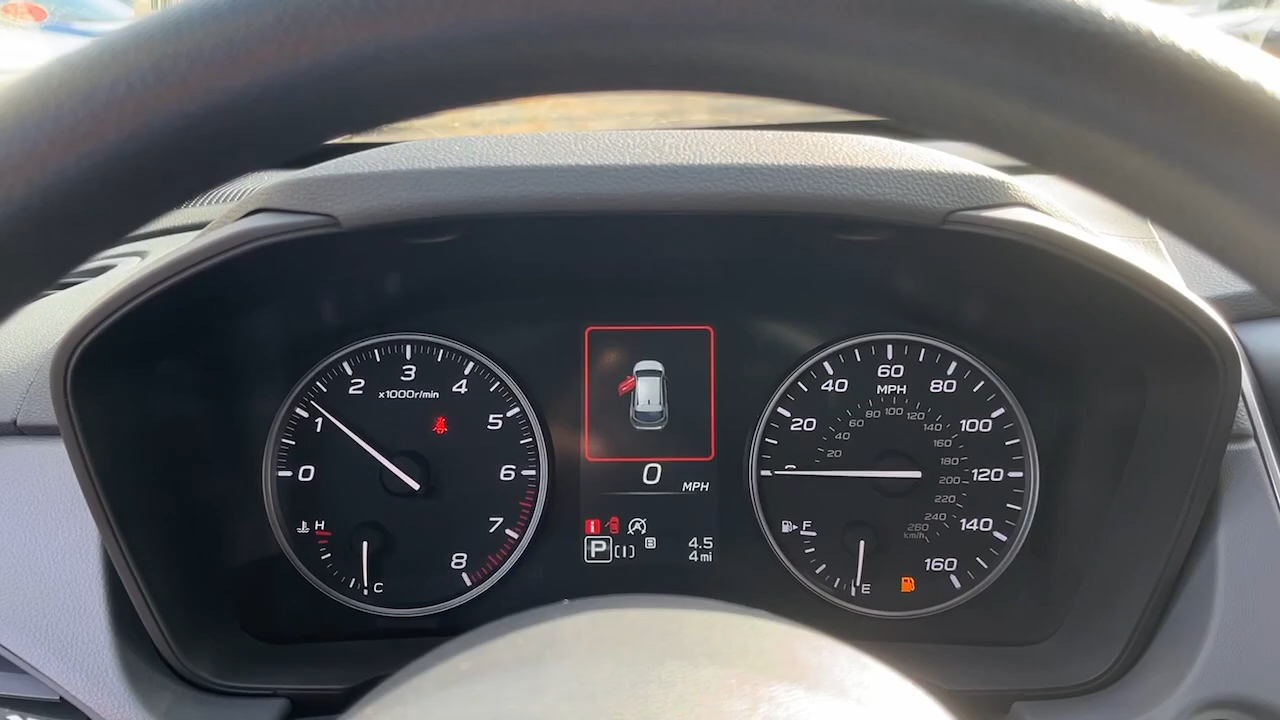 0 1 2 3 4 5 6 7 8
x1000r/min
H
C
0 MPH
P
B
4.5
4 mi
20 40 60 80 100 120 140 160
MPH
20 40 60 80 100 120 140 160 180 200 220 240 260
km/h
F
E